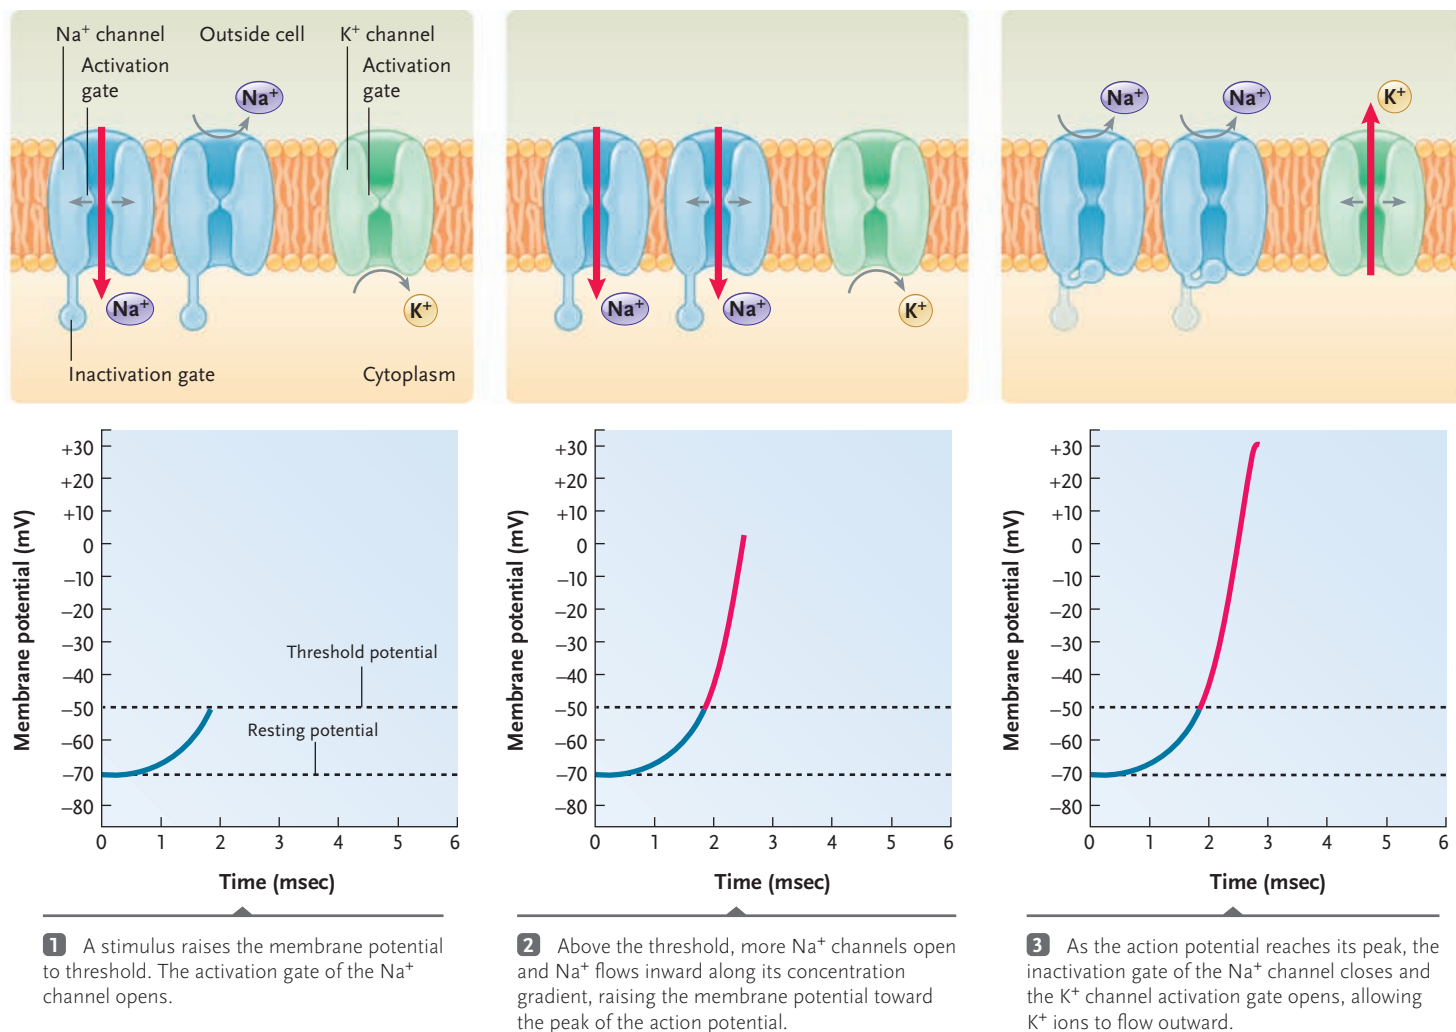 Na⁺ channel
Outside cell
K⁺ channel
Activation
gate
Activation
gate
Na⁺
Na⁺
K⁺
Inactivation gate
Cytoplasm
Na⁺
Na⁺
K⁺
Na⁺
Na⁺
K⁺
Membrane potential (mV)
+30
+20
+10
0
–10
–20
–30
–40
–50
–60
–70
–80
Threshold potential
Resting potential
0 1 2 3 4 5 6
Time (msec)
Membrane potential (mV)
+30
+20
+10
0
–10
–20
–30
–40
–50
–60
–70
–80
0 1 2 3 4 5 6
Time (msec)
Membrane potential (mV)
+30
+20
+10
0
–10
–20
–30
–40
–50
–60
–70
–80
0 1 2 3 4 5 6
Time (msec)
1 A stimulus raises the membrane potential
to threshold. The activation gate of the Na⁺
channel opens.
2 Above the threshold, more Na⁺ channels open
and Na⁺ flows inward along its concentration
gradient, raising the membrane potential toward
the peak of the action potential.
3 As the action potential reaches its peak, the
inactivation gate of the Na⁺ channel closes and
the K⁺ channel activation gate opens, allowing
K⁺ ions to flow outward.